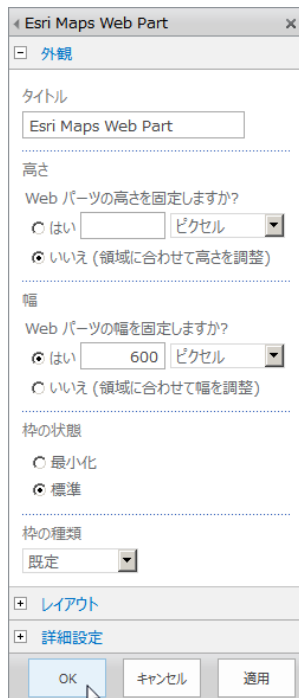 Esri Maps Web Part
外観
タイトル
Esri Maps Web Part
高さ
Web パーツの高さを固定しますか?
はい ピクセル
いいえ (領域に合わせて高さを調整)
幅
Web パーツの幅を固定しますか?
はい 600 ピクセル
いいえ (領域に合わせて幅を調整)
枠の状態
最小化
標準
枠の種類
既定
レイアウト
詳細設定
OK キャンセル 適用